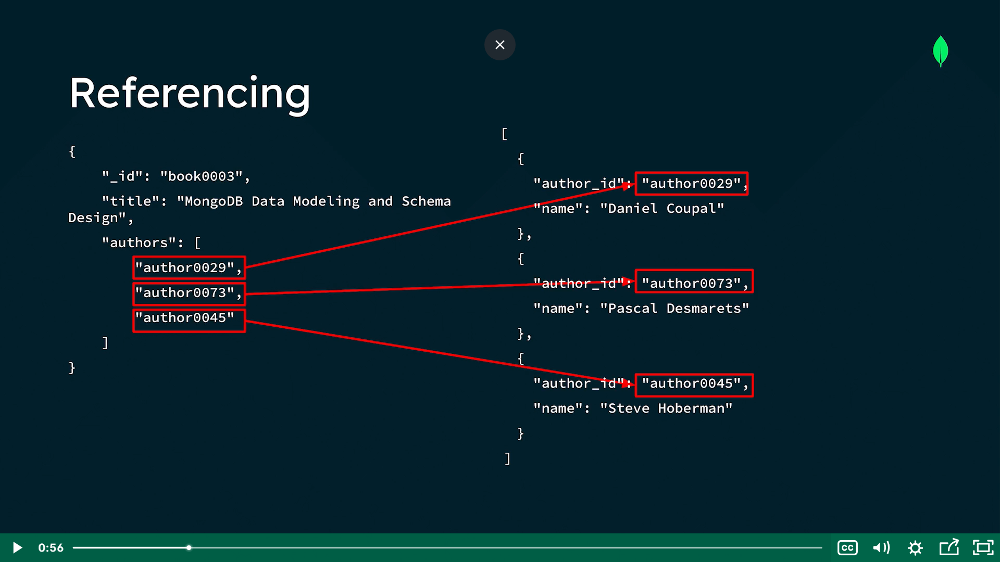 Referencing
{
"_id": "book0003",
"title": "MongoDB Data Modeling and Schema
Design",
"authors": [
"author0029",
"author0073",
"author0045"
]
}
[
{
"author_id": "author0029",
"name": "Daniel Coupal"
},
{
"author_id": "author0073",
"name": "Pascal Desmarets"
},
{
"author_id": "author0045",
"name": "Steve Hoberman"
}
]
0:56
CC